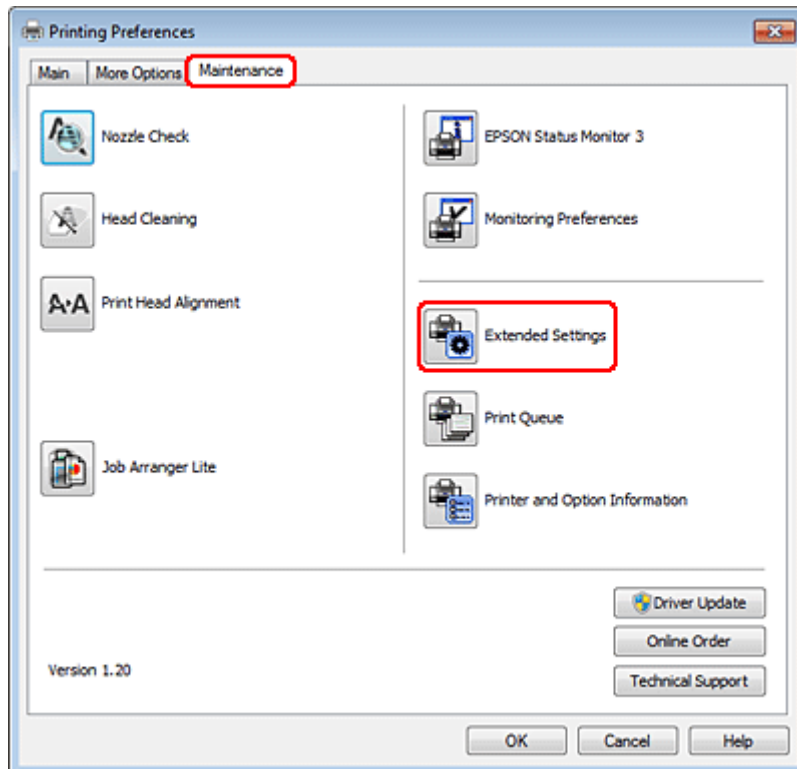 Printing Preferences
Main
More Options
Maintenance
Nozzle Check
Head Cleaning
A·A
Print Head Alignment
Job Arranger Lite
EPSON Status Monitor 3
Monitoring Preferences
Extended Settings
Print Queue
Printer and Option Information
Driver Update
Online Order
Technical Support
Version 1.20
OK
Cancel
Help